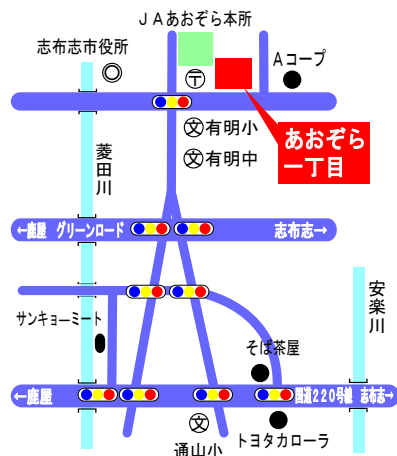 JAあおぞら本所
志布志市役所
〒
Aコープ
文有明小
文有明中
あおぞら
一丁目
菱田川
←鹿屋 グリーンロード 志布志→
サンキョーミート
安楽川
そば茶屋
←鹿屋 国道220号線 志布志→
文
通山小
トヨタカローラ